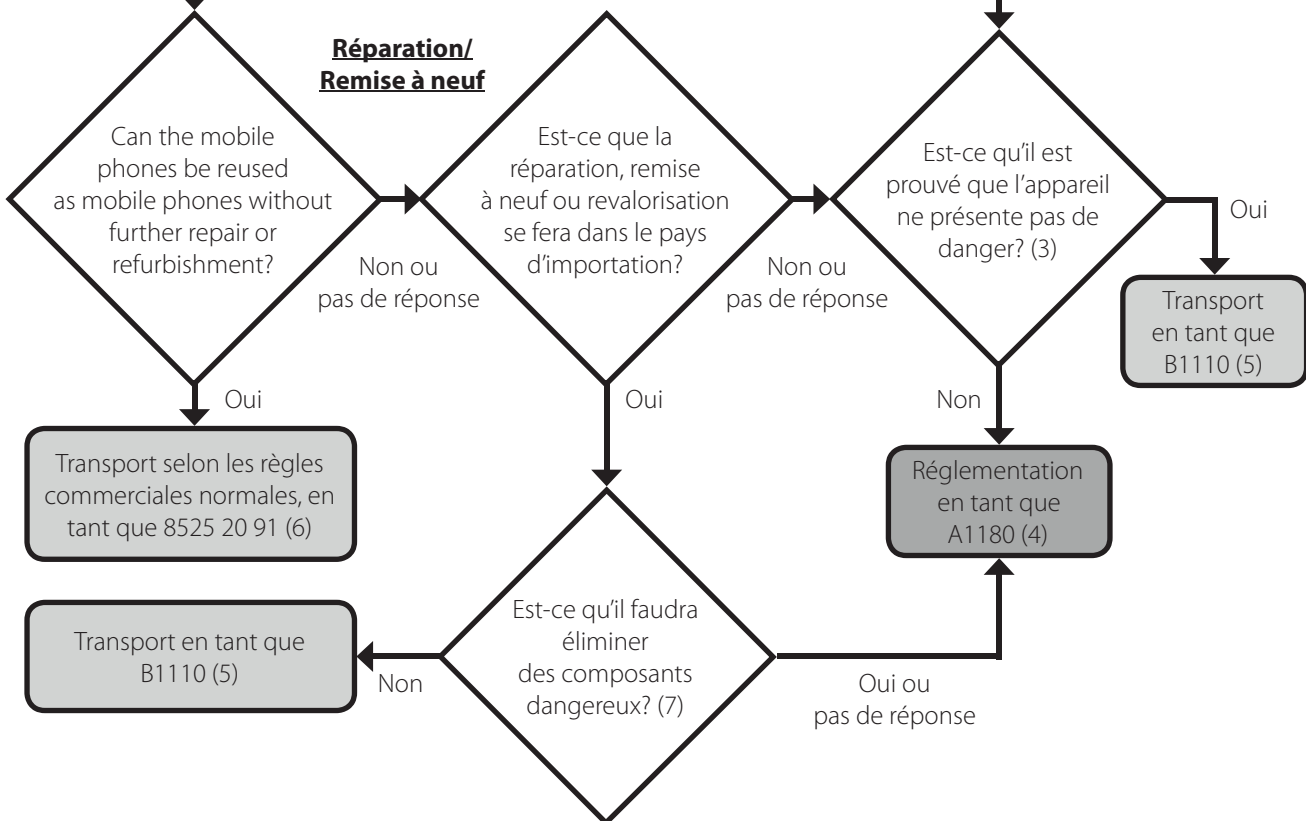 Réparation/
Remise à neuf
Can the mobile
phones be reused
as mobile phones without
further repair or
refurbishment?
Non ou
pas de réponse
Est-ce que la
réparation, remise
à neuf ou revalorisation
se fera dans le pays
d'importation?
Non ou
pas de réponse
Est-ce qu'il est
prouvé que l'appareil
ne présente pas de
danger? (3)
Oui
Transport
en tant que
B1110 (5)
Oui
Oui
Non
Transport selon les règles
commerciales normales, en
tant que 8525 20 91 (6)
Réglementation
en tant que
A1180 (4)
Transport en tant que
B1110 (5)
Non
Est-ce qu'il faudra
éliminer
des composants
dangereux? (7)
Oui ou
pas de réponse